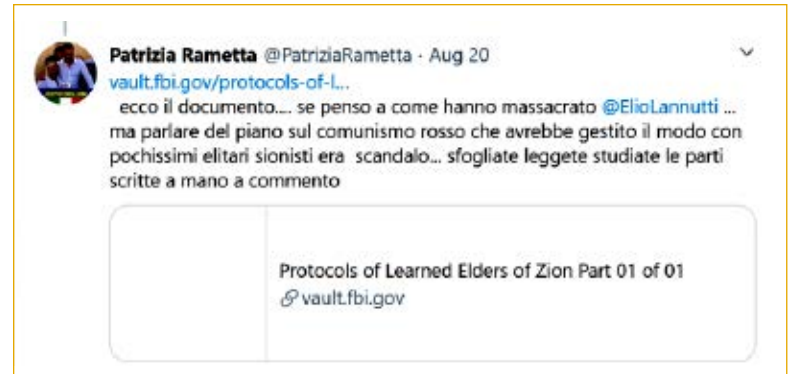 Patrizia Rametta @PatriziaRametta · Aug 20
vault.fbi.gov/protocols-of-l...
ecco il documento.... se penso a come hanno massacrato @ElioLannutti ...
ma parlare del piano sul comunismo rosso che avrebbe gestito il modo con
pochissimi elitari sionisti era scandalo... sfogliate leggete studiate le parti
scritte a mano a commento
Protocols of Learned Elders of Zion Part 01 of 01
vault.fbi.gov